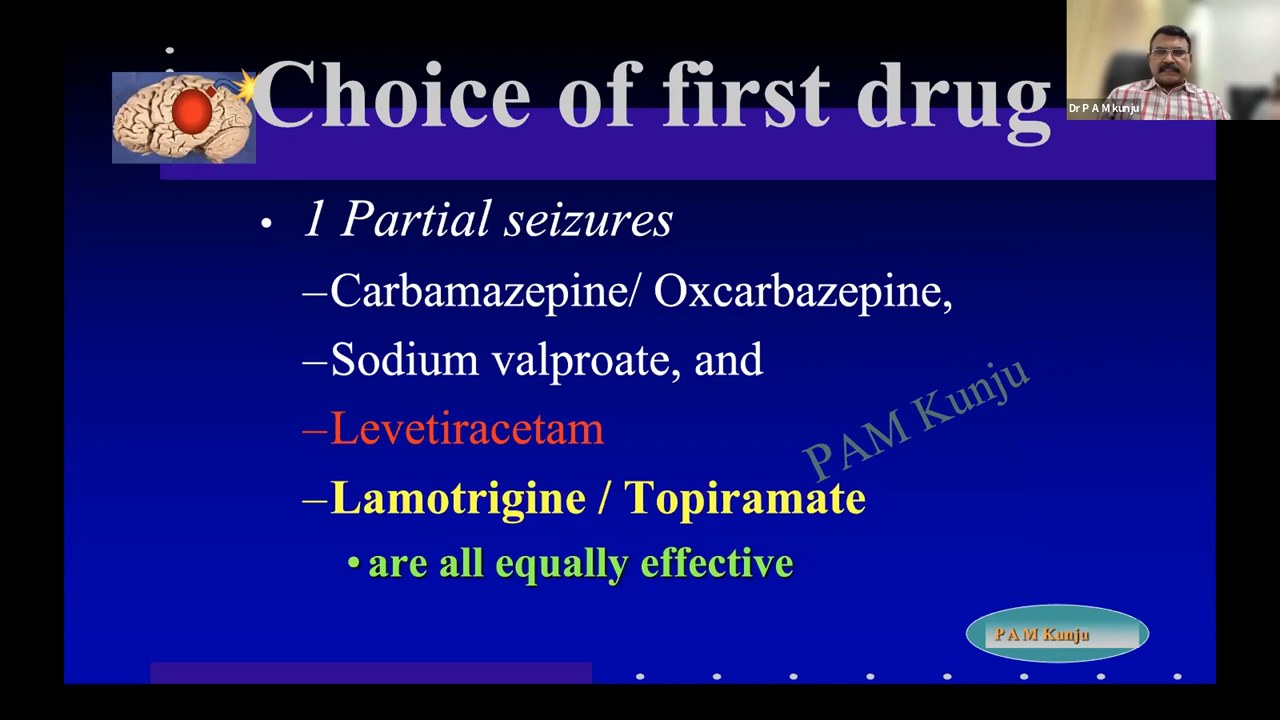 Choice of first drug
Dr P A M kunju
• 1 Partial seizures
–Carbamazepine/ Oxcarbazepine,
–Sodium valproate, and
–Levetiracetam
–Lamotrigine / Topiramate
• are all equally effective
PAM Kunju
P A M Kunju